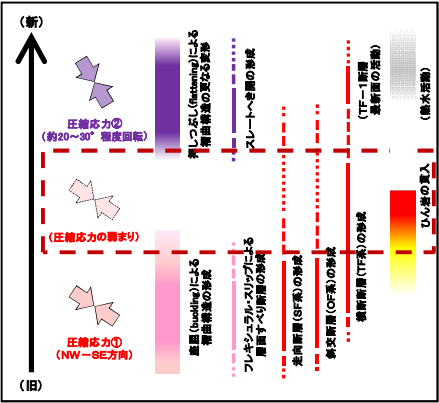 (新)
圧縮応力②
(約20～30°程度回転)
(圧縮応力の弱まり)
圧縮応力①
(NW－SE方向)
(旧)
押しつぶし(flattening)による
褶曲構造の更なる変形
スレートへき開の形成
(TF－1断層
最新面の活動)
(熱水活動)
座屈(buckling)による
褶曲構造の形成
フレキシュラル・スリップによる
層面すべり断層の形成
走向断層(SF系)の形成
斜交断層(OF系)の形成
横断断層(TF系)の形成
ひん岩の貫入